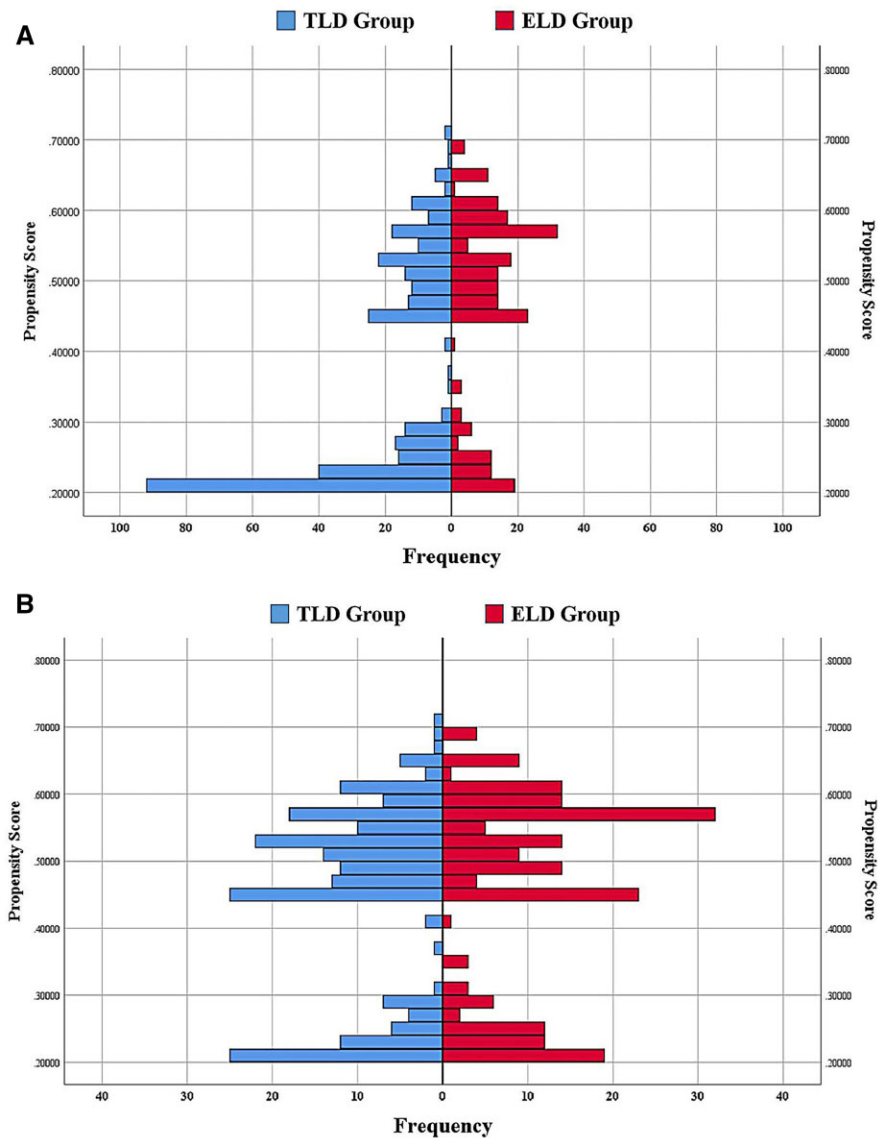 A
TLD Group ELD Group
.80000 .80000
.70000 .70000
.60000 .60000
.50000 .50000
.40000 .40000
.30000 .30000
.20000 .20000
Propensity Score
Propensity Score
100 80 60 40 20 0 20 40 60 80 100
Frequency
B
TLD Group ELD Group
.80000 .80000
.70000 .70000
.60000 .60000
.50000 .50000
.40000 .40000
.30000 .30000
.20000 .20000
Propensity Score
Propensity Score
40 30 20 10 0 10 20 30 40
Frequency